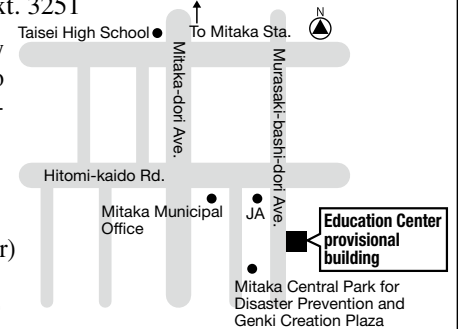 xt. 3251
Taisei High School
To Mitaka Sta.
N
Mitaka-dori Ave.
Murasaki-bashi-dori Ave.
Hitomi-kaido Rd.
Mitaka Municipal
Office
JA
Education Center
provisional
building
r)
Mitaka Central Park for
Disaster Prevention and
Genki Creation Plaza